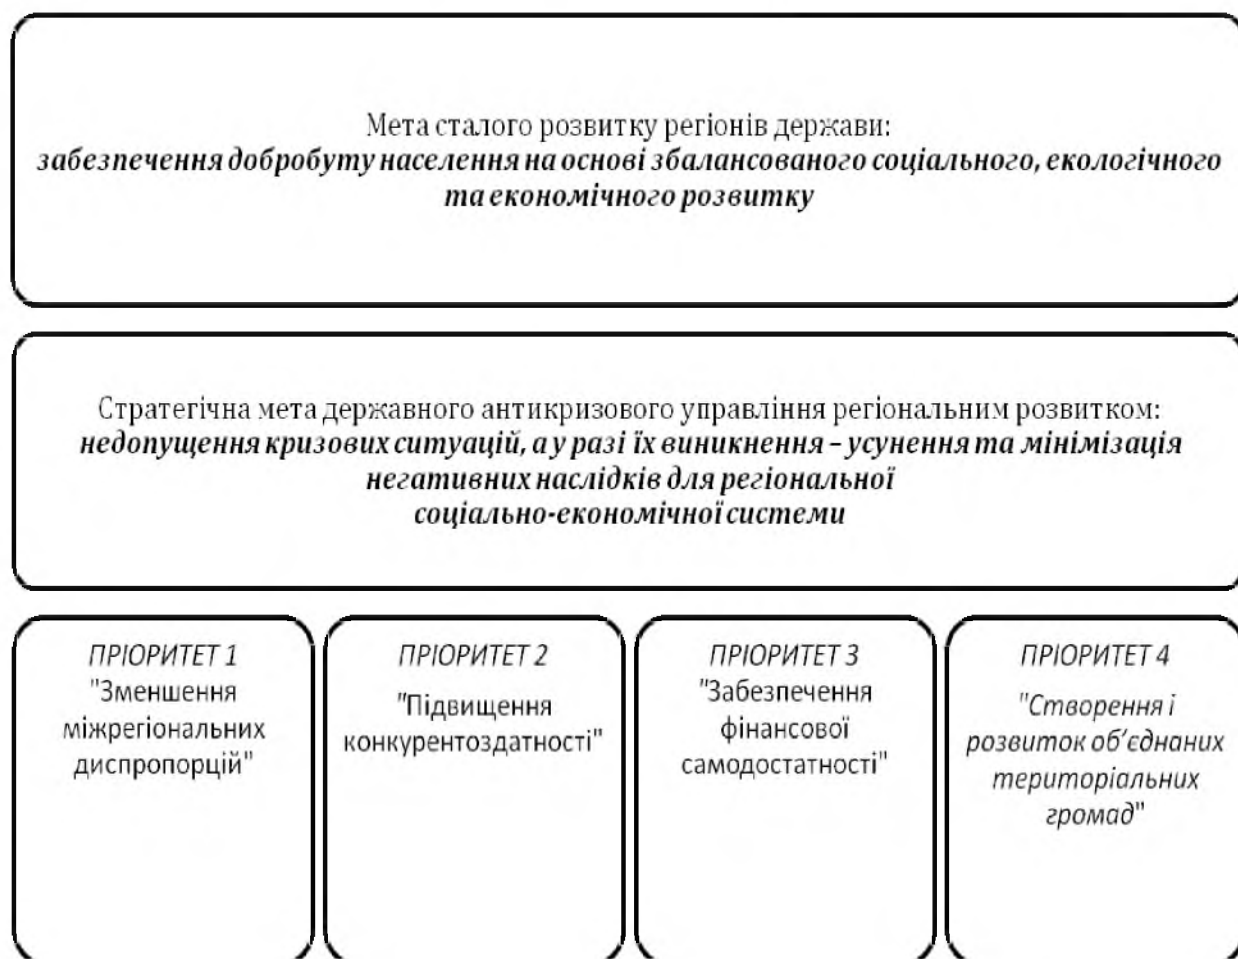 Мета сталого розвитку регіонів держави:
забезпечення добробуту населення на основі збалансованого соціального, екологічного
та економічного розвитку
Стратегічна мета державного антикризового управління регіональним розвитком:
недопущення кризових ситуацій, а у разі їх виникнення – усунення та мінімізація
негативних наслідків для регіональної
соціально-економічної системи
ПРІОРИТЕТ 1
"Зменшення
міжрегіональних
диспропорцій"
ПРІОРИТЕТ 2
"Підвищення
конкурентоздатності"
ПРІОРИТЕТ 3
"Забезпечення
фінансової
самодостатності"
ПРІОРИТЕТ 4
"Створення і
розвиток об’єднаних
територіальних
громад"